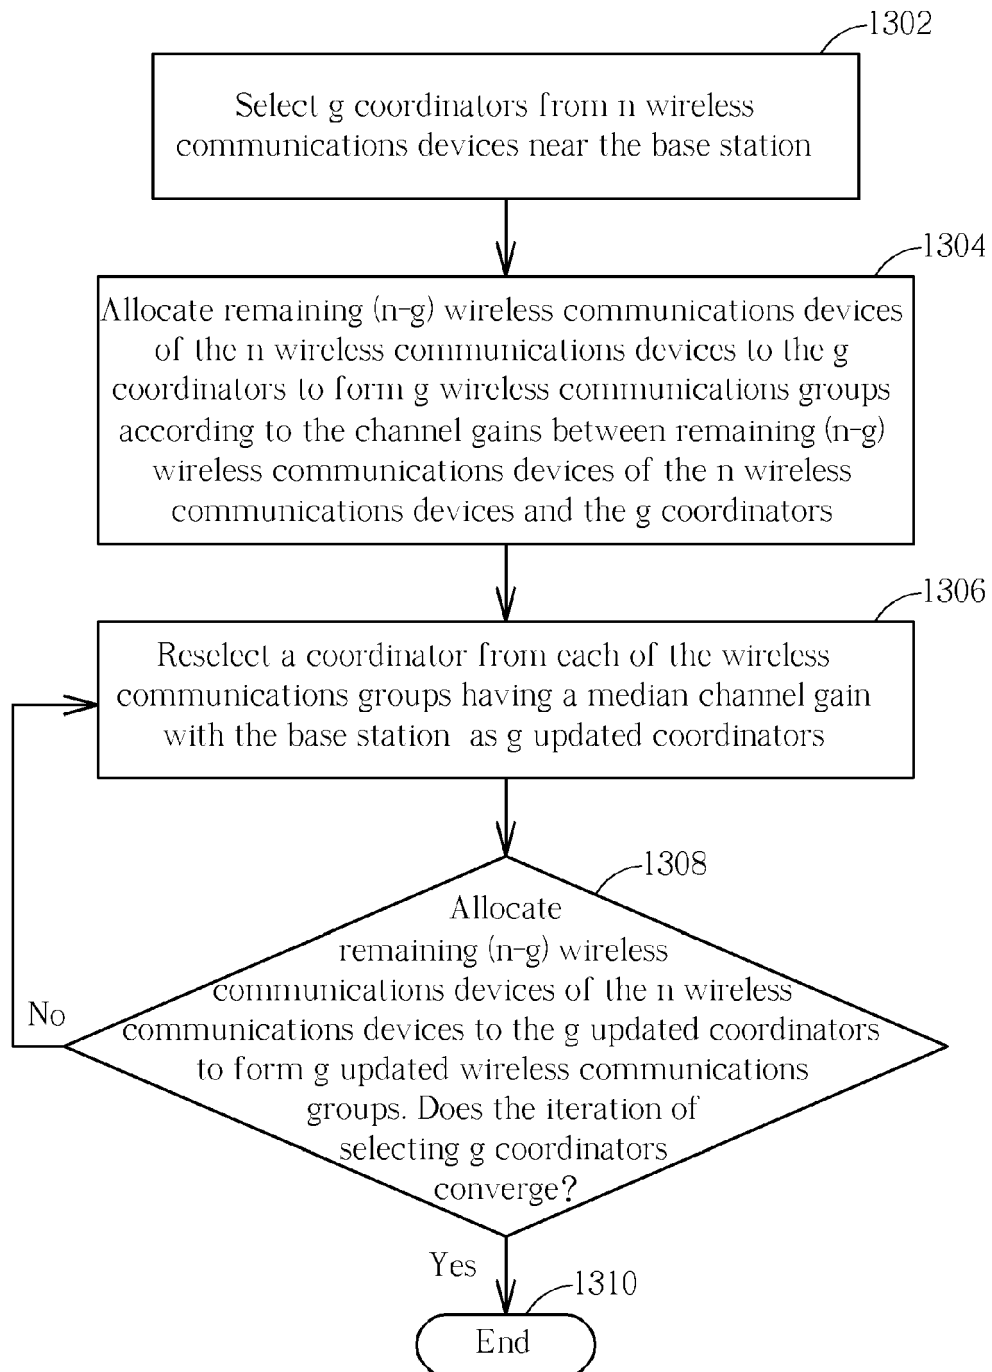 1302
Select g coordinators from n wireless
communications devices near the base station
1304
Allocate remaining (n-g) wireless communications devices
of the n wireless communications devices to the g
coordinators to form g wireless communications groups
according to the channel gains between remaining (n-g)
wireless communications devices of the n wireless
communications devices and the g coordinators
1306
Reselect a coordinator from each of the wireless
communications groups having a median channel gain
with the base station as g updated coordinators
1308
Allocate
remaining (n-g) wireless
communications devices of the n wireless
communications devices to the g updated coordinators
to form g updated wireless communications
groups. Does the iteration of
selecting g coordinators
converge?
No
Yes
1310
End